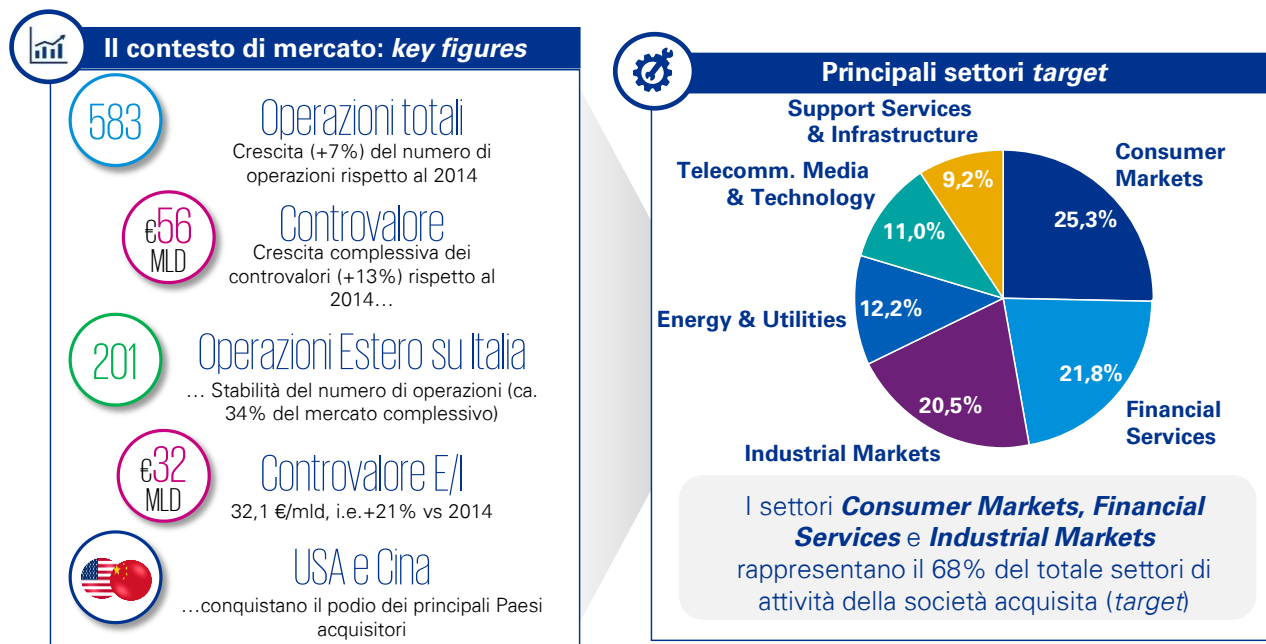 Il contesto di mercato: key figures
583
Operazioni totali
Crescita (+7%) del numero di
operazioni rispetto al 2014
€56
MLD
Controvalore
Crescita complessiva dei
controvalori (+13%) rispetto al
2014…
201
Operazioni Estero su Italia
… Stabilità del numero di operazioni (ca.
34% del mercato complessivo)
€32
MLD
Controvalore E/I
32,1 €/mld, i.e.+21% vs 2014
USA e Cina
…conquistano il podio dei principali Paesi
acquisitori
Principali settori target
Support Services
& Infrastructure
9,2%
Consumer
Markets
25,3%
Telecomm. Media
& Technology
11,0%
Energy & Utilities
12,2%
21,8%
Financial
Services
20,5%
Industrial Markets
I settori Consumer Markets, Financial
Services e Industrial Markets
rappresentano il 68% del totale settori di
attività della società acquisita (target)